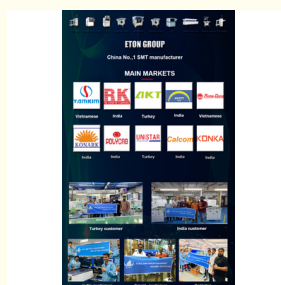 ETON GROUP
China No.,1 SMT manufacturer
MAIN MARKETS
TAMKIM
RK
AKT
Vietnamese
India
Turkey
India
Vietnamese
KONARK
POLYCAB
UNISTAR
Calcom
KONKA
India
India
Turkey
India
India
Turkey customer
India customer